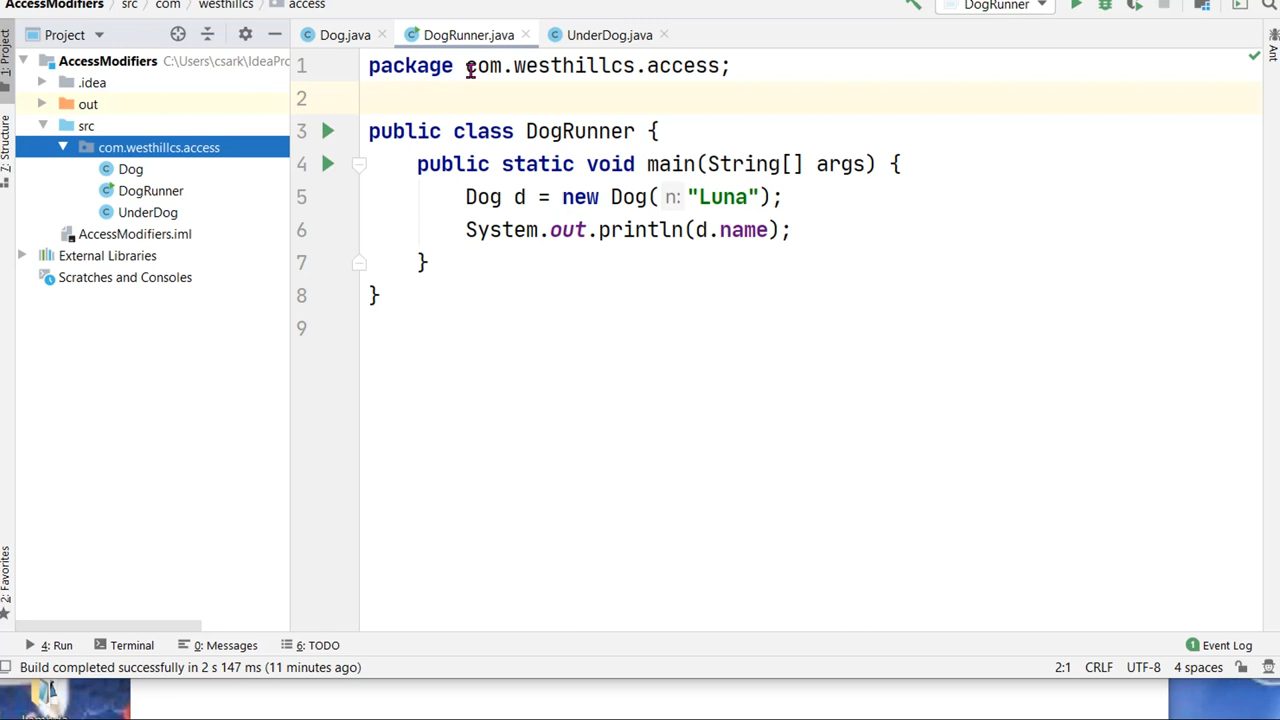 AccessModifiers src com westhillcs access DogRunner
Project Dog.java DogRunner.java UnderDog.java
1: Project
Ant
AccessModifiers C:\Users\csark\IdeaPro
.idea
out
src
com.westhillcs.access
Dog
DogRunner
UnderDog
AccessModifiers.iml
External Libraries
Scratches and Consoles
7: Structure
2: Favorites
1 package com.westhillcs.access;
2
3 public class DogRunner {
4 public static void main(String[] args) {
5 Dog d = new Dog( n: "Luna");
6 System.out.println(d.name);
7 }
8 }
9
4: Run Terminal 0: Messages 6: TODO 1 Event Log
Build completed successfully in 2 s 147 ms (11 minutes ago) 2:1 CRLF UTF-8 4 spaces